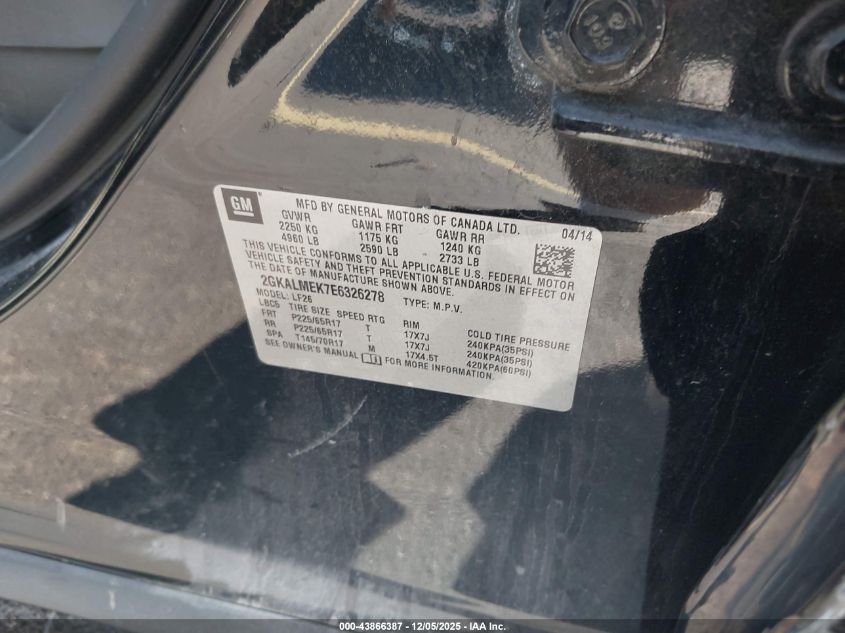 GM
MFD BY GENERAL MOTORS OF CANADA LTD.
GVWR GAWR FRT GAWR RR 04/14
2250 KG 1175 KG 1240 KG
4960 LB 2590 LB 2733 LB
THIS VEHICLE CONFORMS TO ALL APPLICABLE U.S. FEDERAL MOTOR
VEHICLE SAFETY AND THEFT PREVENTION STANDARDS IN EFFECT ON
THE DATE OF MANUFACTURE SHOWN ABOVE.
2GKALMEK7E6326278 TYPE: M.P.V.
MODEL: LF26
LBC5 TIRE SIZE SPEED RTG RIM COLD TIRE PRESSURE
FRT P225/65R17 T 17X7J 240KPA(35PSI)
RR P225/65R17 T 17X7J 240KPA(35PSI)
SPA T145/70R17 M 17X4.5T 420KPA(60PSI)
SEE OWNER'S MANUAL FOR MORE INFORMATION.
000-43866387 - 12/05/2025 - IAA Inc.